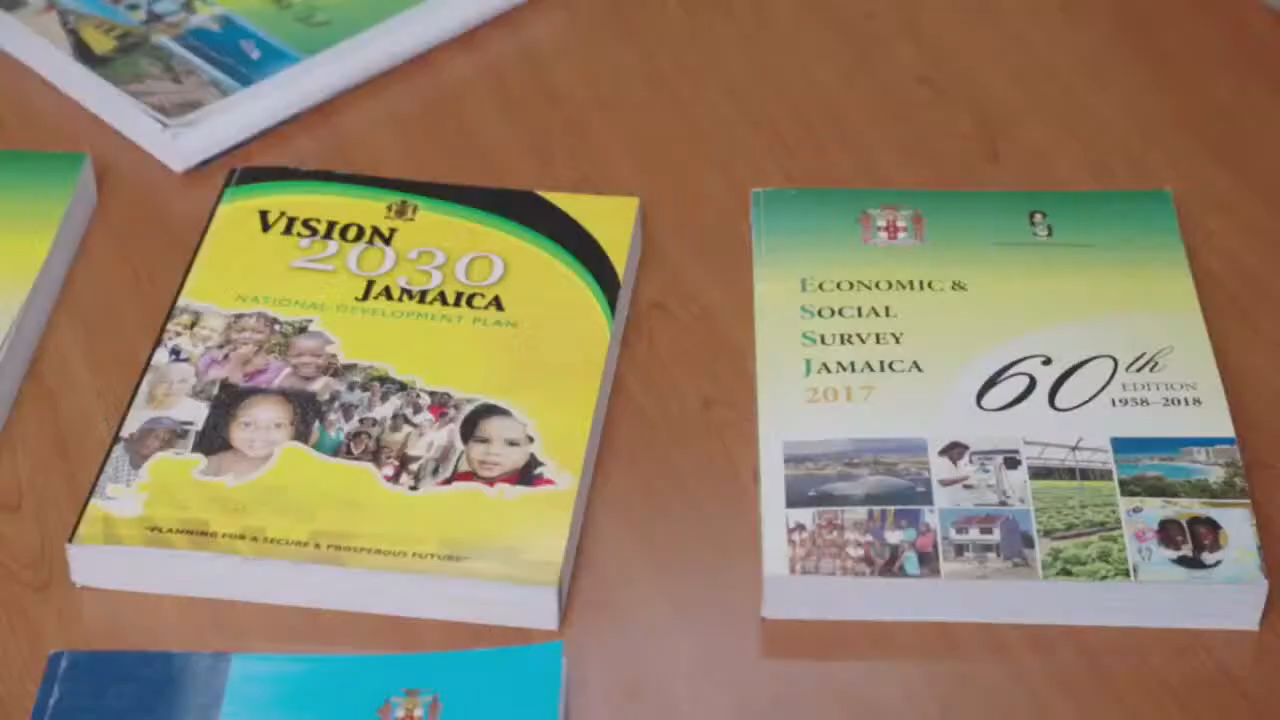 VISION
2030
JAMAICA
NATIONAL DEVELOPMENT PLAN
"PLANNING FOR A SECURE & PROSPEROUS FUTURE"
ECONOMIC &
SOCIAL
SURVEY
JAMAICA
2017
60th
EDITION
1958–2018